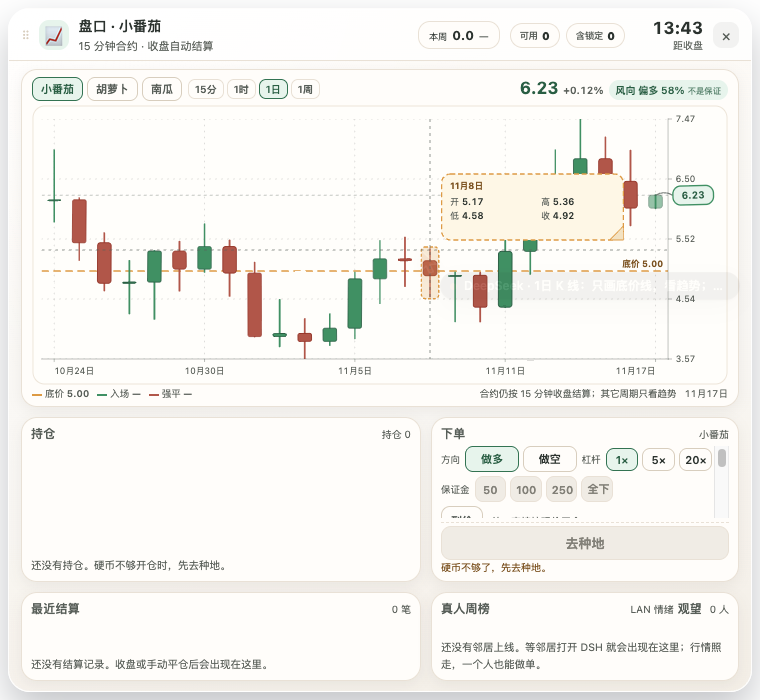 盘口 · 小番茄
15 分钟合约 · 收盘自动结算
本周 0.0 —
可用 0
含锁定 0
13:43
距收盘
×
小番茄 胡萝卜 南瓜 15分 1时 1日 1周
6.23 +0.12% 风向 偏多 58% 不是保证
7.47
6.50
6.23
5.52
底价 5.00
4.54
3.57
11月8日
开 5.17 高 5.36
低 4.58 收 4.92
DeepSeek · 1日 K 线：只画底价线，看趋势；…
10月24日 10月30日 11月5日 11月11日 11月17日
底价 5.00 入场 — 强平 —
合约仍按 15 分钟收盘结算；其它周期只看趋势 11月17日
持仓 持仓 0
还没有持仓。硬币不够开仓时，先去种地。
下单 小番茄
方向 做多 做空 杠杆 1× 5× 20×
保证金 50 100 250 全下
去种地
硬币不够了，先去种地。
最近结算 0 笔
还没有结算记录。收盘或手动平仓后会出现在这里。
真人周榜 LAN 情绪 观望 0 人
还没有邻居上线。等邻居打开 DSH 就会出现在这里；行情照
走，一个人也能做单。